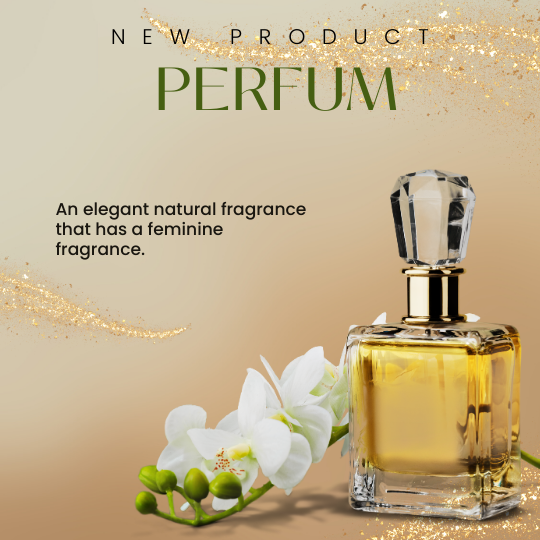 NEW PRODUCT
PERFUM
An elegant natural fragrance
that has a feminine
fragrance.